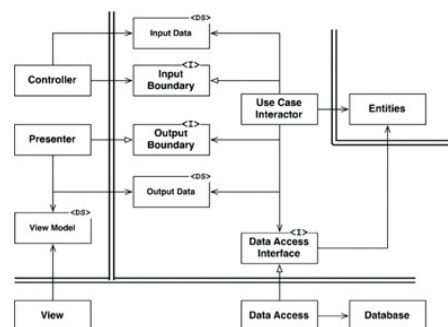 <DS>
Input Data
Controller
<I>
Input
Boundary
Use Case
Interactor
Entities
Presenter
<I>
Output
Boundary
<DS>
Output Data
<DS>
View Model
<I>
Data Access
Interface
View
Data Access
Database